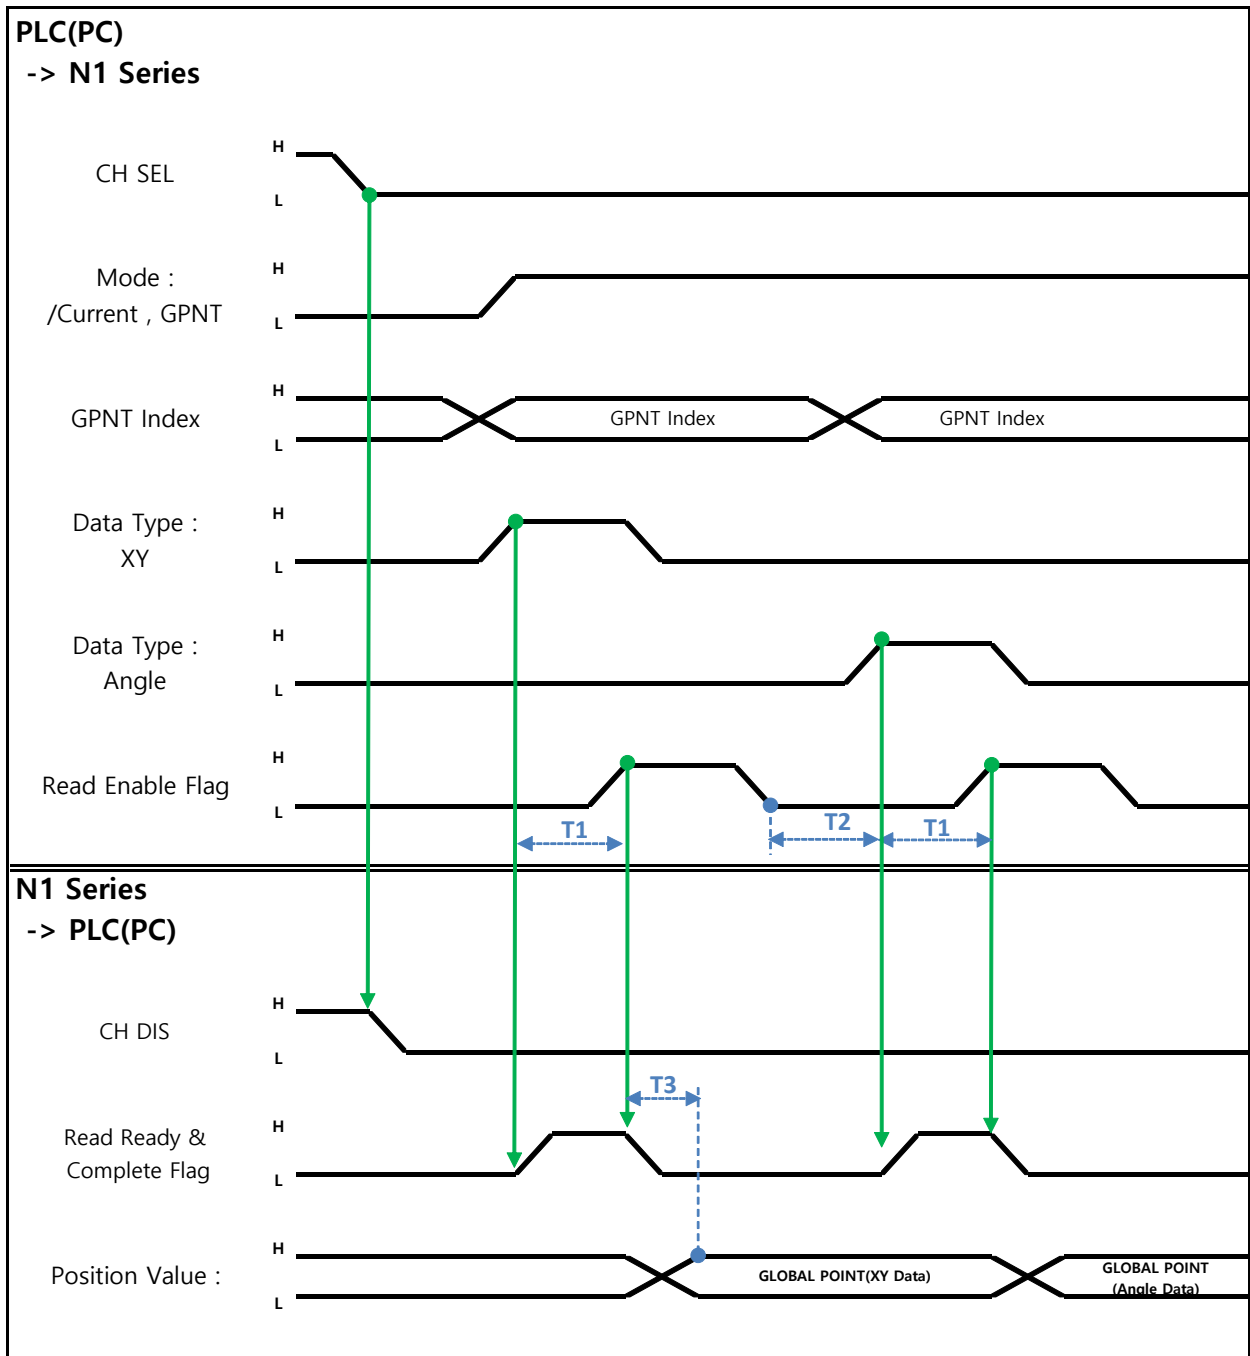 PLC(PC)
-> N1 Series
H
CH SEL
L
H
Mode :
/Current , GPNT
L
H
GPNT Index
GPNT Index
GPNT Index
L
H
Data Type :
XY
L
H
Data Type :
Angle
L
H
Read Enable Flag
L
T1
T2
T1
N1 Series
-> PLC(PC)
H
CH DIS
L
T3
H
Read Ready &
Complete Flag
L
H
Position Value :
GLOBAL POINT(XY Data)
GLOBAL POINT
(Angle Data)
L